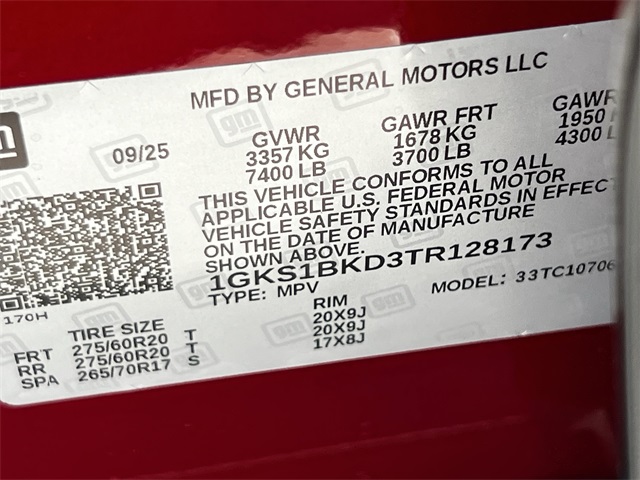 MFD BY GENERAL MOTORS LLC
09/25
GVWR
3357 KG
7400 LB
GAWR FRT
1678 KG
3700 LB
GAWR
1950
4300 L
THIS VEHICLE CONFORMS TO ALL
APPLICABLE U.S. FEDERAL MOTOR
VEHICLE SAFETY STANDARDS IN EFFEC
ON THE DATE OF MANUFACTURE
SHOWN ABOVE.
1GKS1BKD3TR128173
TYPE: MPV
MODEL: 33TC10706
170H
TIRE SIZE
RIM
FRT 275/60R20 T 20X9J
RR 275/60R20 T 20X9J
SPA 265/70R17 S 17X8J